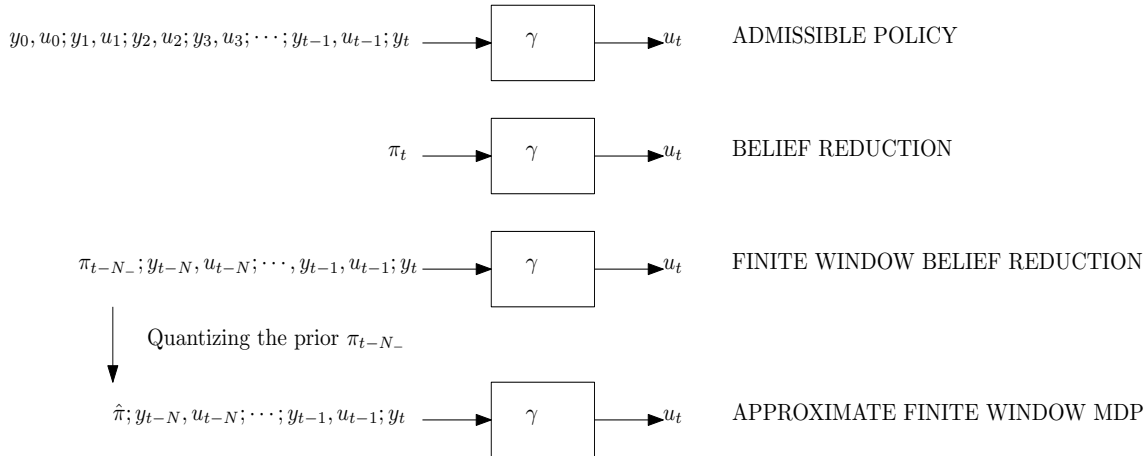 y_0, u_0; y_1, u_1; y_2, u_2; y_3, u_3; ⋯; y_{t−1}, u_{t−1}; y_t γ u_t ADMISSIBLE POLICY
π_t γ u_t BELIEF REDUCTION
π_{t−N_−}; y_{t−N}, u_{t−N}; ⋯, y_{t−1}, u_{t−1}; y_t γ u_t FINITE WINDOW BELIEF REDUCTION
Quantizing the prior π_{t−N_−}
π̂; y_{t−N}, u_{t−N}; ⋯; y_{t−1}, u_{t−1}; y_t γ u_t APPROXIMATE FINITE WINDOW MDP